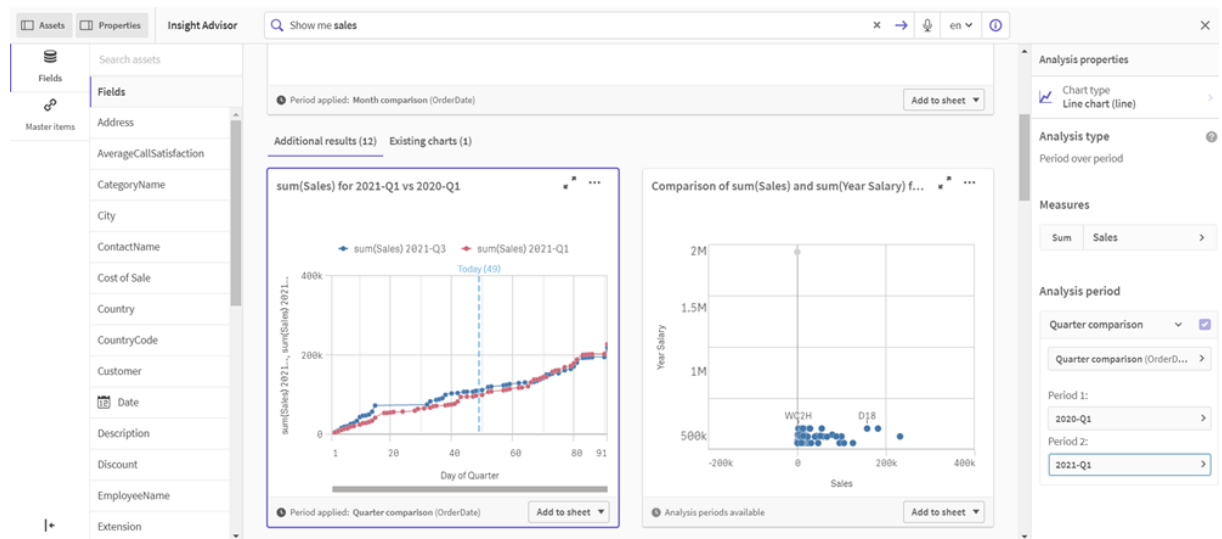 Assets Properties Insight Advisor Show me sales en
Fields
Master items
Search assets
Fields
Address
AverageCallSatisfaction
CategoryName
City
ContactName
Cost of Sale
Country
CountryCode
Customer
Date
Description
Discount
EmployeeName
Extension
Period applied: Month comparison (OrderDate) Add to sheet
Additional results (12) Existing charts (1)
sum(Sales) for 2021-Q1 vs 2020-Q1
sum(Sales) 2021-Q3 sum(Sales) 2021-Q1
Today (49)
sum(Sales) 2021..., sum(Sales) 2021...
400k
200k
0
1 20 40 60 80 91
Day of Quarter
Period applied: Quarter comparison (OrderDate) Add to sheet
Comparison of sum(Sales) and sum(Year Salary) f...
Year Salary
2M
1.5M
1M
500k
WC2H D18
-200k 0 200k 400k
Sales
Analysis periods available Add to sheet
Analysis properties
Chart type
Line chart (line)
Analysis type
Period over period
Measures
Sum Sales
Analysis period
Quarter comparison
Quarter comparison (OrderD...
Period 1:
2020-Q1
Period 2:
2021-Q1